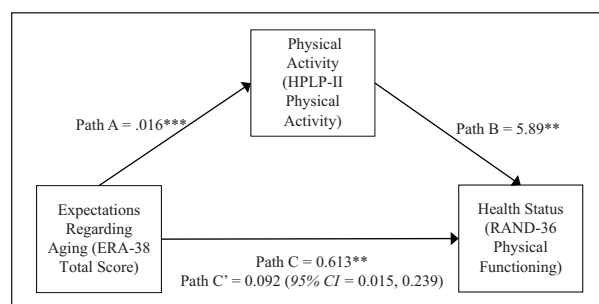 Physical
Activity
(HPLP-II
Physical
Activity)
Path A = .016***
Path B = 5.89**
Expectations
Regarding
Aging (ERA-38
Total Score)
Health Status
(RAND-36
Physical
Functioning)
Path C = 0.613**
Path C’ = 0.092 (95% CI = 0.015, 0.239)